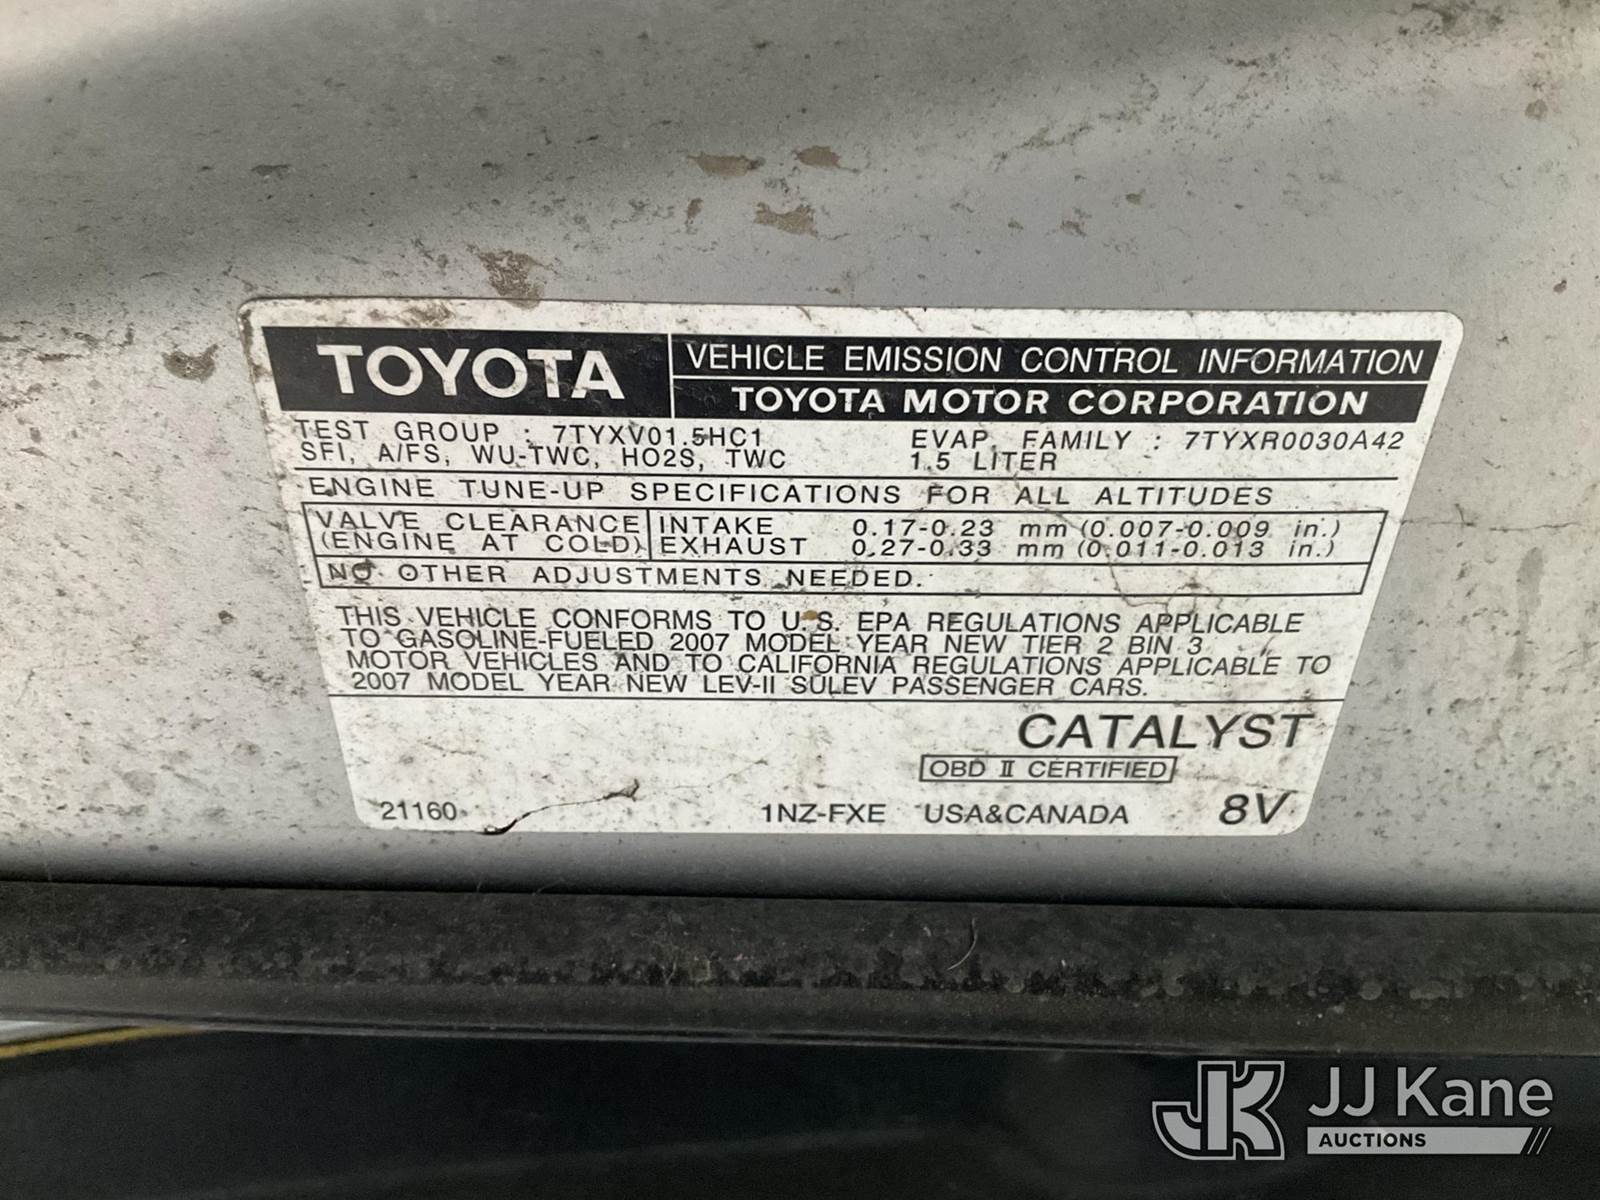 TOYOTA
VEHICLE EMISSION CONTROL INFORMATION
TOYOTA MOTOR CORPORATION
TEST GROUP : 7TYXV01.5HC1 EVAP. FAMILY : 7TYXR0030A42
SFI, A/FS, WU-TWC, HO2S, TWC 1.5 LITER
ENGINE TUNE-UP SPECIFICATIONS FOR ALL ALTITUDES
VALVE CLEARANCE INTAKE 0.17-0.23 mm (0.007-0.009 in.)
(ENGINE AT COLD) EXHAUST 0.27-0.33 mm (0.011-0.013 in.)
NO OTHER ADJUSTMENTS NEEDED.
THIS VEHICLE CONFORMS TO U.S. EPA REGULATIONS APPLICABLE
TO GASOLINE-FUELED 2007 MODEL YEAR NEW TIER 2 BIN 3
MOTOR VEHICLES AND TO CALIFORNIA REGULATIONS APPLICABLE TO
2007 MODEL YEAR NEW LEV-II SULEV PASSENGER CARS.
CATALYST
OBD II CERTIFIED
21160 1NZ-FXE USA&CANADA 8V
JK JJ Kane
AUCTIONS